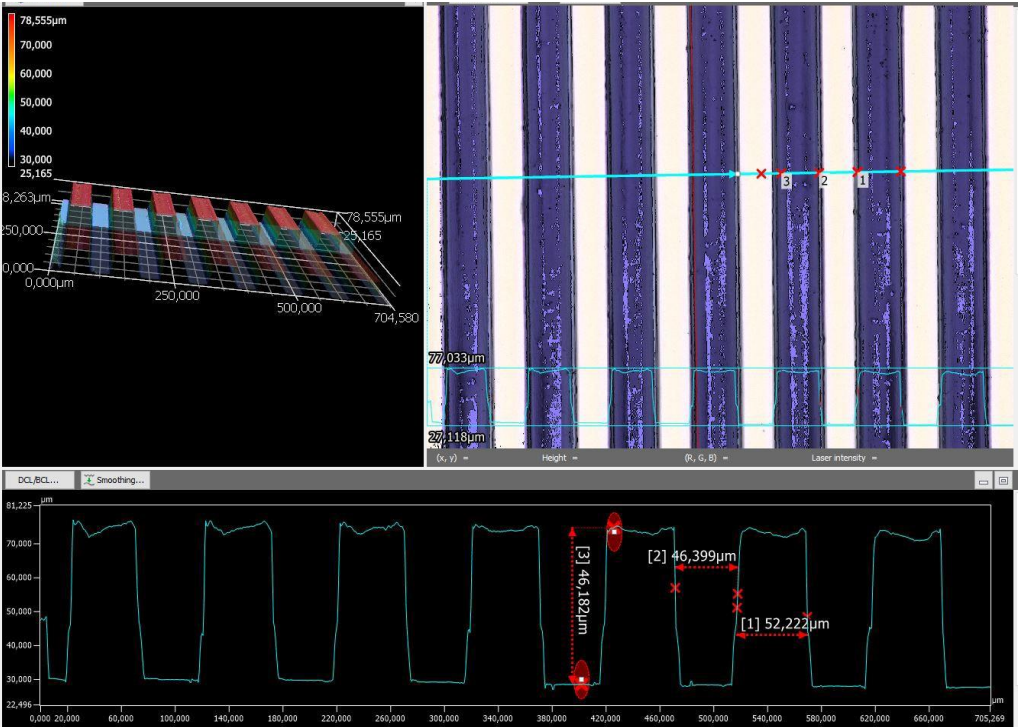 78,555µm
70,000
60,000
50,000
40,000
30,000
25,165
8,263µm
250,000
0,000
0,000µm
250,000
500,000
704,580
78,555µm
25,165
3
2
1
77,033µm
27,118µm
(x, y) =
Height =
(R, G, B) =
Laser intensity =
DCL/BCL...
Smoothing...
µm
81,225
70,000
60,000
50,000
40,000
30,000
22,496
[3] 46,182µm
[2] 46,399µm
[1] 52,222µm
µm
0,000
20,000
60,000
100,000
140,000
180,000
220,000
260,000
300,000
340,000
380,000
420,000
460,000
500,000
540,000
580,000
620,000
660,000
705,269